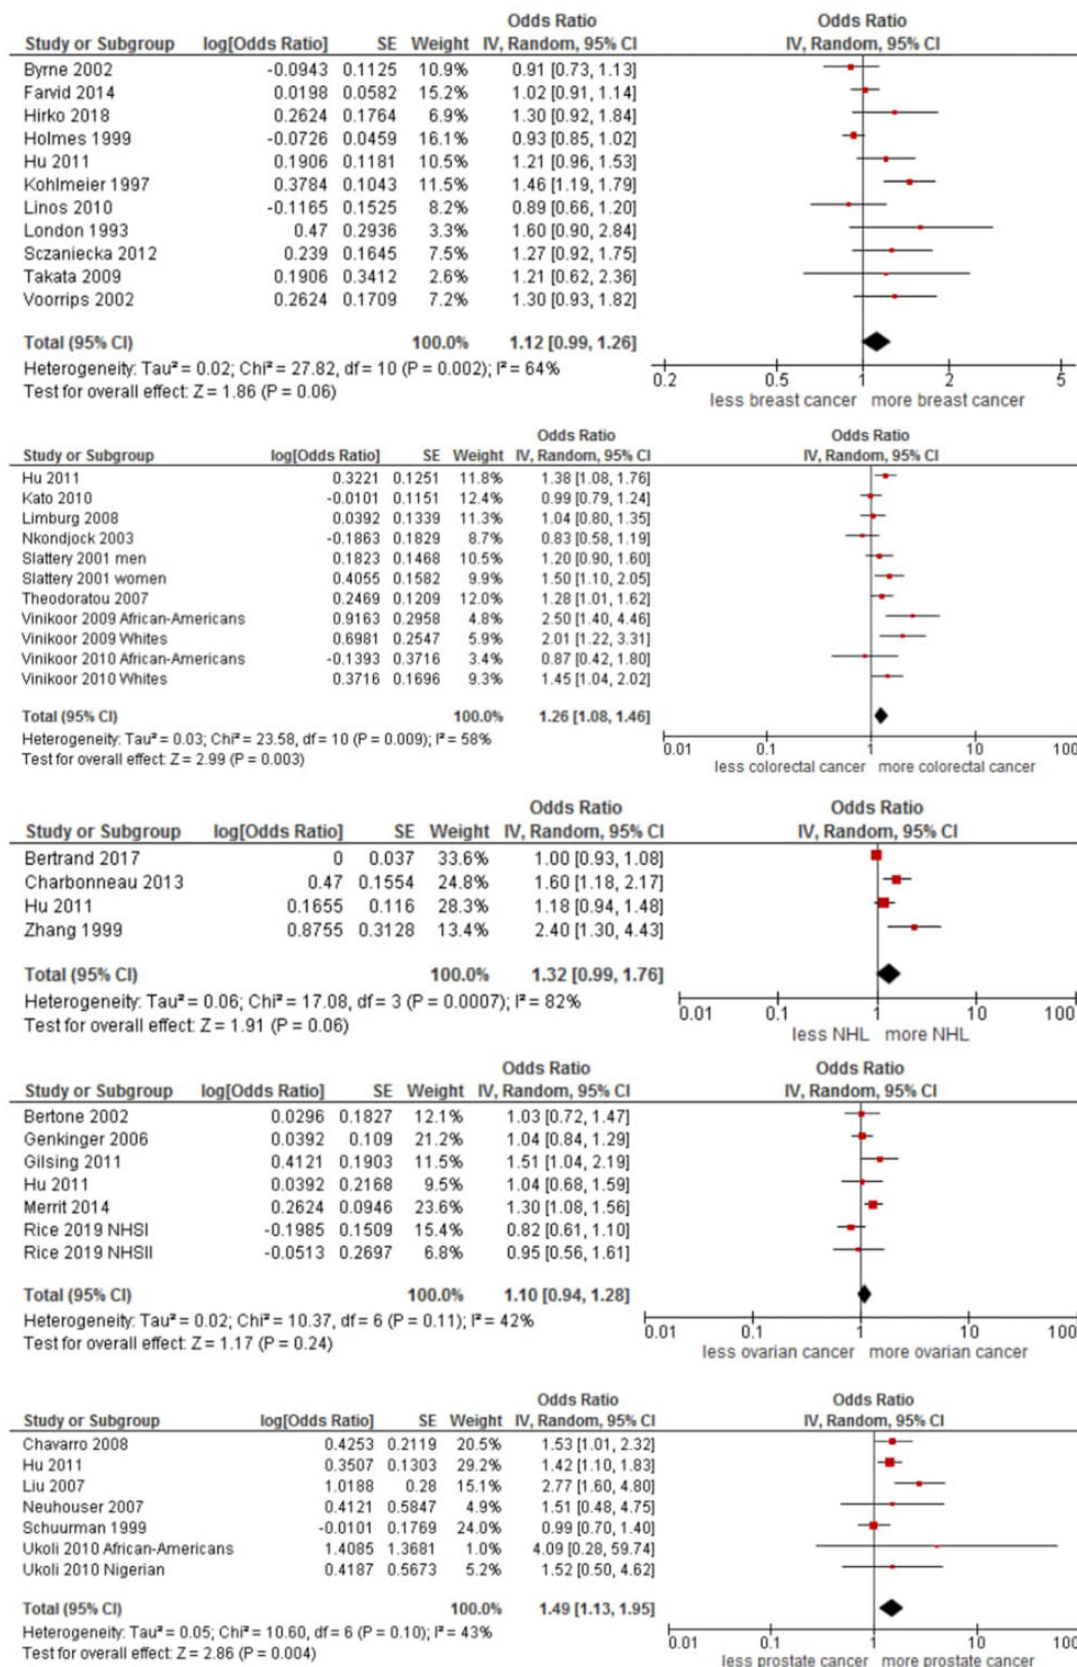 Odds Ratio Odds Ratio
Study or Subgroup log[Odds Ratio] SE Weight IV, Random, 95% CI IV, Random, 95% CI
Byrne 2002 -0.0943 0.1125 10.9% 0.91 [0.73, 1.13]
Farvid 2014 0.0198 0.0582 15.2% 1.02 [0.91, 1.14]
Hirko 2018 0.2624 0.1764 6.9% 1.30 [0.92, 1.84]
Holmes 1999 -0.0726 0.0459 16.1% 0.93 [0.85, 1.02]
Hu 2011 0.1906 0.1181 10.5% 1.21 [0.96, 1.53]
Kohlmeier 1997 0.3784 0.1043 11.5% 1.46 [1.19, 1.79]
Linos 2010 -0.1165 0.1525 8.2% 0.89 [0.66, 1.20]
London 1993 0.47 0.2936 3.3% 1.60 [0.90, 2.84]
Sczaniecka 2012 0.239 0.1645 7.5% 1.27 [0.92, 1.75]
Takata 2009 0.1906 0.3412 2.6% 1.21 [0.62, 2.36]
Voorrips 2002 0.2624 0.1709 7.2% 1.30 [0.93, 1.82]
Total (95% CI) 100.0% 1.12 [0.99, 1.26]
Heterogeneity: Tau² = 0.02; Chi² = 27.82, df = 10 (P = 0.002); I² = 64%
Test for overall effect: Z = 1.86 (P = 0.06)
0.2 0.5 1 2 5
less breast cancer more breast cancer
Odds Ratio Odds Ratio
Study or Subgroup log[Odds Ratio] SE Weight IV, Random, 95% CI IV, Random, 95% CI
Hu 2011 0.3221 0.1251 11.8% 1.38 [1.08, 1.76]
Kato 2010 -0.0101 0.1151 12.4% 0.99 [0.79, 1.24]
Limburg 2008 0.0392 0.1339 11.3% 1.04 [0.80, 1.35]
Nkondjock 2003 -0.1863 0.1829 8.7% 0.83 [0.58, 1.19]
Slattery 2001 men 0.1823 0.1468 10.5% 1.20 [0.90, 1.60]
Slattery 2001 women 0.4055 0.1582 9.9% 1.50 [1.10, 2.05]
Theodoratou 2007 0.2469 0.1209 12.0% 1.28 [1.01, 1.62]
Vinikoor 2009 African-Americans 0.9163 0.2958 4.8% 2.50 [1.40, 4.46]
Vinikoor 2009 Whites 0.6981 0.2547 5.9% 2.01 [1.22, 3.31]
Vinikoor 2010 African-Americans -0.1393 0.3716 3.4% 0.87 [0.42, 1.80]
Vinikoor 2010 Whites 0.3716 0.1696 9.3% 1.45 [1.04, 2.02]
Total (95% CI) 100.0% 1.26 [1.08, 1.46]
Heterogeneity: Tau² = 0.03; Chi² = 23.58, df = 10 (P = 0.009); I² = 58%
Test for overall effect: Z = 2.99 (P = 0.003)
0.01 0.1 1 10 100
less colorectal cancer more colorectal cancer
Odds Ratio Odds Ratio
Study or Subgroup log[Odds Ratio] SE Weight IV, Random, 95% CI IV, Random, 95% CI
Bertrand 2017 0 0.037 33.6% 1.00 [0.93, 1.08]
Charbonneau 2013 0.47 0.1554 24.8% 1.60 [1.18, 2.17]
Hu 2011 0.1655 0.116 28.3% 1.18 [0.94, 1.48]
Zhang 1999 0.8755 0.3128 13.4% 2.40 [1.30, 4.43]
Total (95% CI) 100.0% 1.32 [0.99, 1.76]
Heterogeneity: Tau² = 0.06; Chi² = 17.08, df = 3 (P = 0.0007); I² = 82%
Test for overall effect: Z = 1.91 (P = 0.06)
0.01 0.1 1 10 100
less NHL more NHL
Odds Ratio Odds Ratio
Study or Subgroup log[Odds Ratio] SE Weight IV, Random, 95% CI IV, Random, 95% CI
Bertone 2002 0.0296 0.1827 12.1% 1.03 [0.72, 1.47]
Genkinger 2006 0.0392 0.109 21.2% 1.04 [0.84, 1.29]
Gilsing 2011 0.4121 0.1903 11.5% 1.51 [1.04, 2.19]
Hu 2011 0.0392 0.2168 9.5% 1.04 [0.68, 1.59]
Merrit 2014 0.2624 0.0946 23.6% 1.30 [1.08, 1.56]
Rice 2019 NHSI -0.1985 0.1509 15.4% 0.82 [0.61, 1.10]
Rice 2019 NHSII -0.0513 0.2697 6.8% 0.95 [0.56, 1.61]
Total (95% CI) 100.0% 1.10 [0.94, 1.28]
Heterogeneity: Tau² = 0.02; Chi² = 10.37, df = 6 (P = 0.11); I² = 42%
Test for overall effect: Z = 1.17 (P = 0.24)
0.01 0.1 1 10 100
less ovarian cancer more ovarian cancer
Odds Ratio Odds Ratio
Study or Subgroup log[Odds Ratio] SE Weight IV, Random, 95% CI IV, Random, 95% CI
Chavarro 2008 0.4253 0.2119 20.5% 1.53 [1.01, 2.32]
Hu 2011 0.3507 0.1303 29.2% 1.42 [1.10, 1.83]
Liu 2007 1.0188 0.28 15.1% 2.77 [1.60, 4.80]
Neuhouser 2007 0.4121 0.5847 4.9% 1.51 [0.48, 4.75]
Schuurman 1999 -0.0101 0.1769 24.0% 0.99 [0.70, 1.40]
Ukoli 2010 African-Americans 1.4085 1.3681 1.0% 4.09 [0.28, 59.74]
Ukoli 2010 Nigerian 0.4187 0.5673 5.2% 1.52 [0.50, 4.62]
Total (95% CI) 100.0% 1.49 [1.13, 1.95]
Heterogeneity: Tau² = 0.05; Chi² = 10.60, df = 6 (P = 0.10); I² = 43%
Test for overall effect: Z = 2.86 (P = 0.004)
0.01 0.1 1 10 100
less prostate cancer more prostate cancer